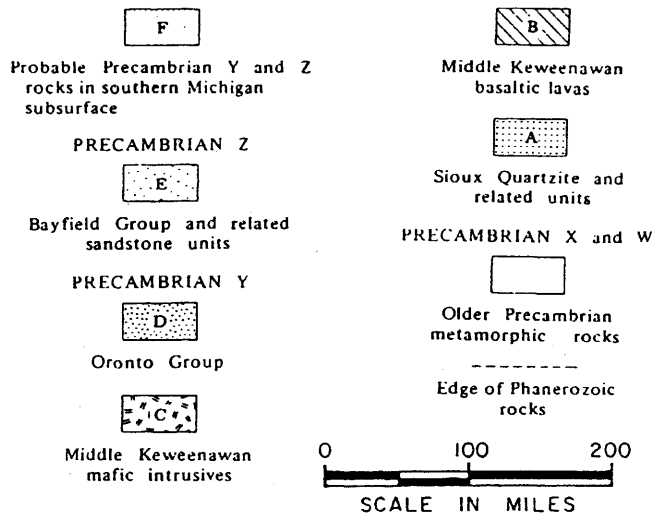 F
Probable Precambrian Y and Z
rocks in southern Michigan
subsurface
PRECAMBRIAN Z
E
Bayfield Group and related
sandstone units
PRECAMBRIAN Y
D
Oronto Group
C
Middle Keweenawan
mafic intrusives
B
Middle Keweenawan
basaltic lavas
A
Sioux Quartzite and
related units
PRECAMBRIAN X and W
Older Precambrian
metamorphic rocks
Edge of Phanerozoic
rocks
0 100 200
SCALE IN MILES